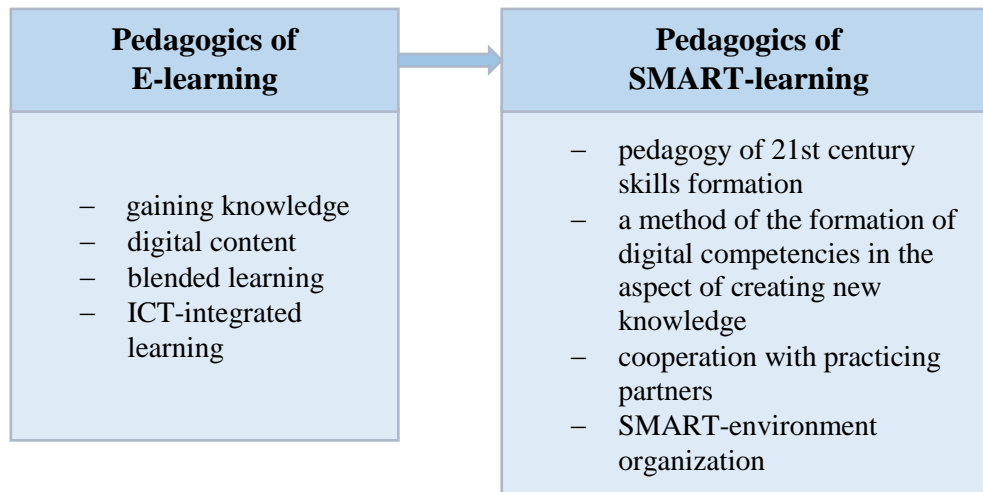 Pedagogics of
E-learning
– gaining knowledge
– digital content
– blended learning
– ICT-integrated
learning
Pedagogics of
SMART-learning
– pedagogy of 21st century
skills formation
– a method of the formation of
digital competencies in the
aspect of creating new
knowledge
– cooperation with practicing
partners
– SMART-environment
organization